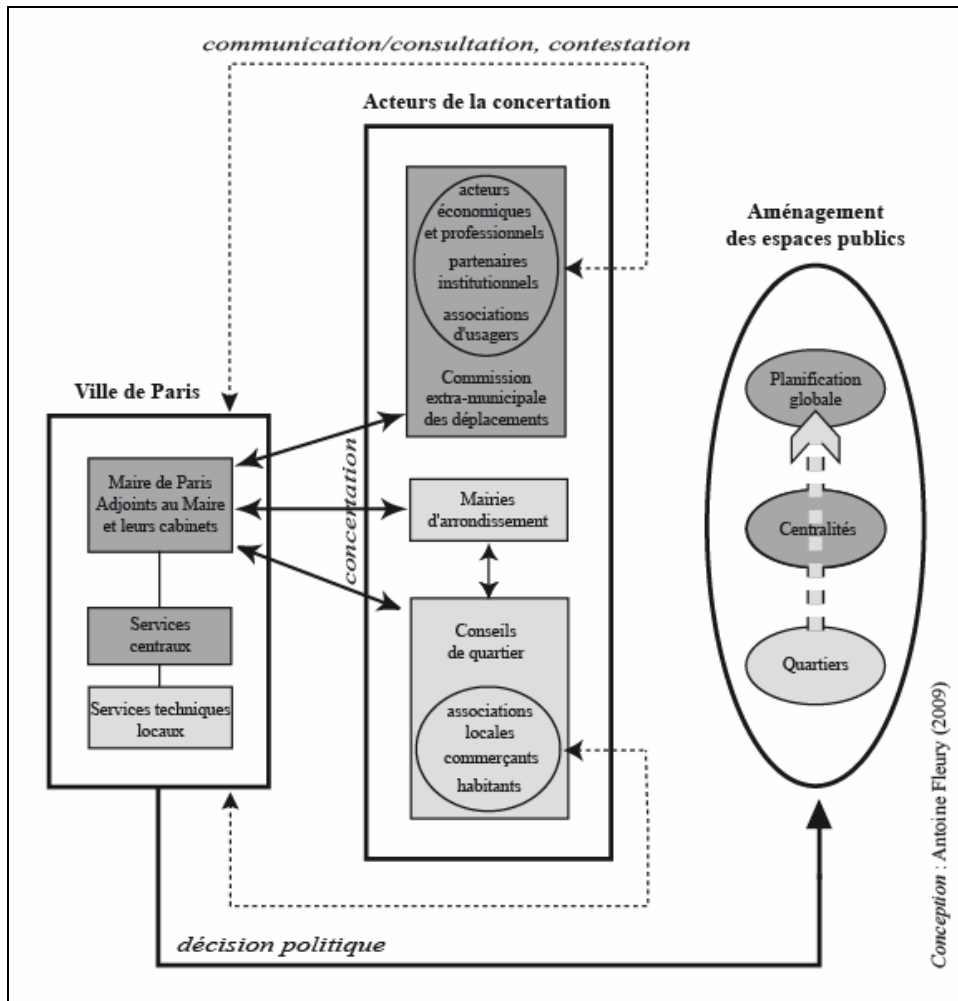 communication/consultation, contestation
Acteurs de la concertation
acteurs
économiques
et professionnels
partenaires
institutionnels
associations
d'usagers
Commission
extra-municipale
des déplacements
Aménagement
des espaces publics
Planification
globale
Centralités
Quartiers
Ville de Paris
Maire de Paris
Adjoints au Maire
et leurs cabinets
Services
centraux
Services techniques
locaux
concertation
Mairies
d'arrondissement
Conseils
de quartier
associations
locales
commerçants
habitants
décision politique
Conception : Antoine Fleury (2009)